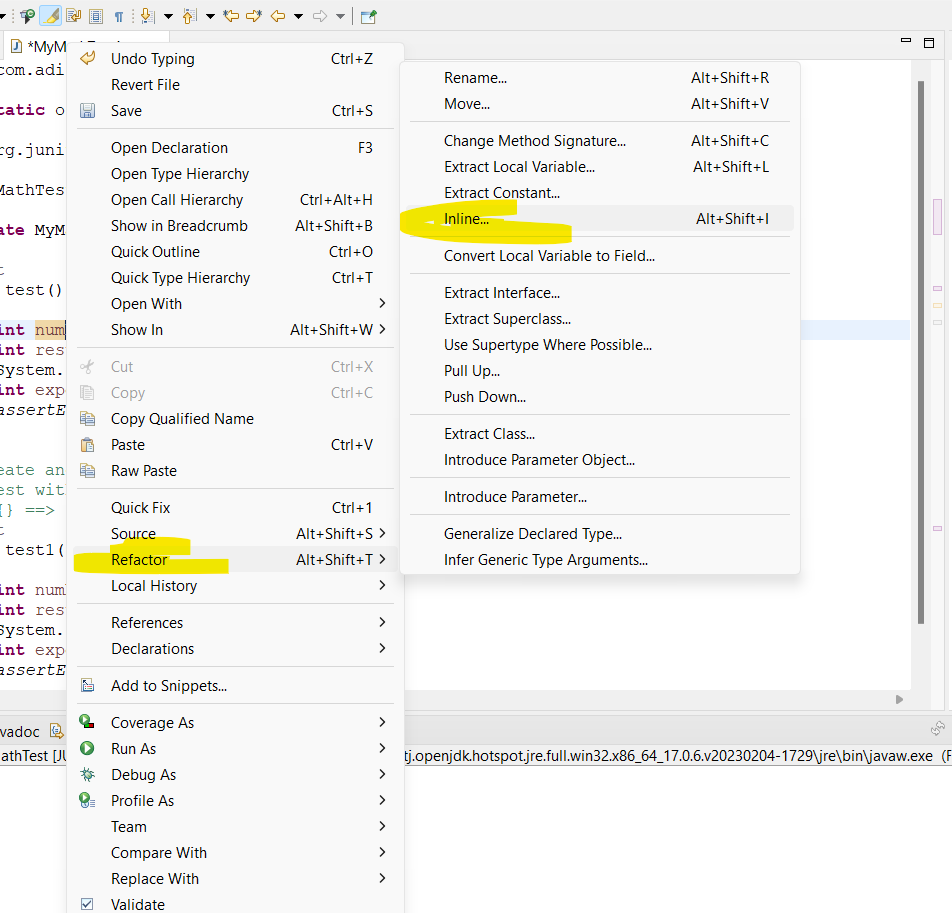 *MyM
com.adi
tatic o
rg.juni
MathTes
ate MyM
t
test()
int num
int res
System.
int exp
assertE
eate an
est wit
{} ==>
t
test1(
int num
int res
System.
int exp
assertE
Undo Typing Ctrl+Z
Revert File
Save Ctrl+S
Open Declaration F3
Open Type Hierarchy
Open Call Hierarchy Ctrl+Alt+H
Show in Breadcrumb Alt+Shift+B
Quick Outline Ctrl+O
Quick Type Hierarchy Ctrl+T
Open With
Show In Alt+Shift+W
Cut Ctrl+X
Copy Ctrl+C
Copy Qualified Name
Paste Ctrl+V
Raw Paste
Quick Fix Ctrl+1
Source Alt+Shift+S
Refactor Alt+Shift+T
Local History
References
Declarations
Add to Snippets...
Coverage As
Run As
Debug As
Profile As
Team
Compare With
Replace With
Validate
Rename... Alt+Shift+R
Move... Alt+Shift+V
Change Method Signature... Alt+Shift+C
Extract Local Variable... Alt+Shift+L
Extract Constant...
Inline... Alt+Shift+I
Convert Local Variable to Field...
Extract Interface...
Extract Superclass...
Use Supertype Where Possible...
Pull Up...
Push Down...
Extract Class...
Introduce Parameter Object...
Introduce Parameter...
Generalize Declared Type...
Infer Generic Type Arguments...
vadoc
athTest [JU tj.openjdk.hotspot.jre.full.win32.x86_64_17.0.6.v20230204-1729\jre\bin\javaw.exe (F